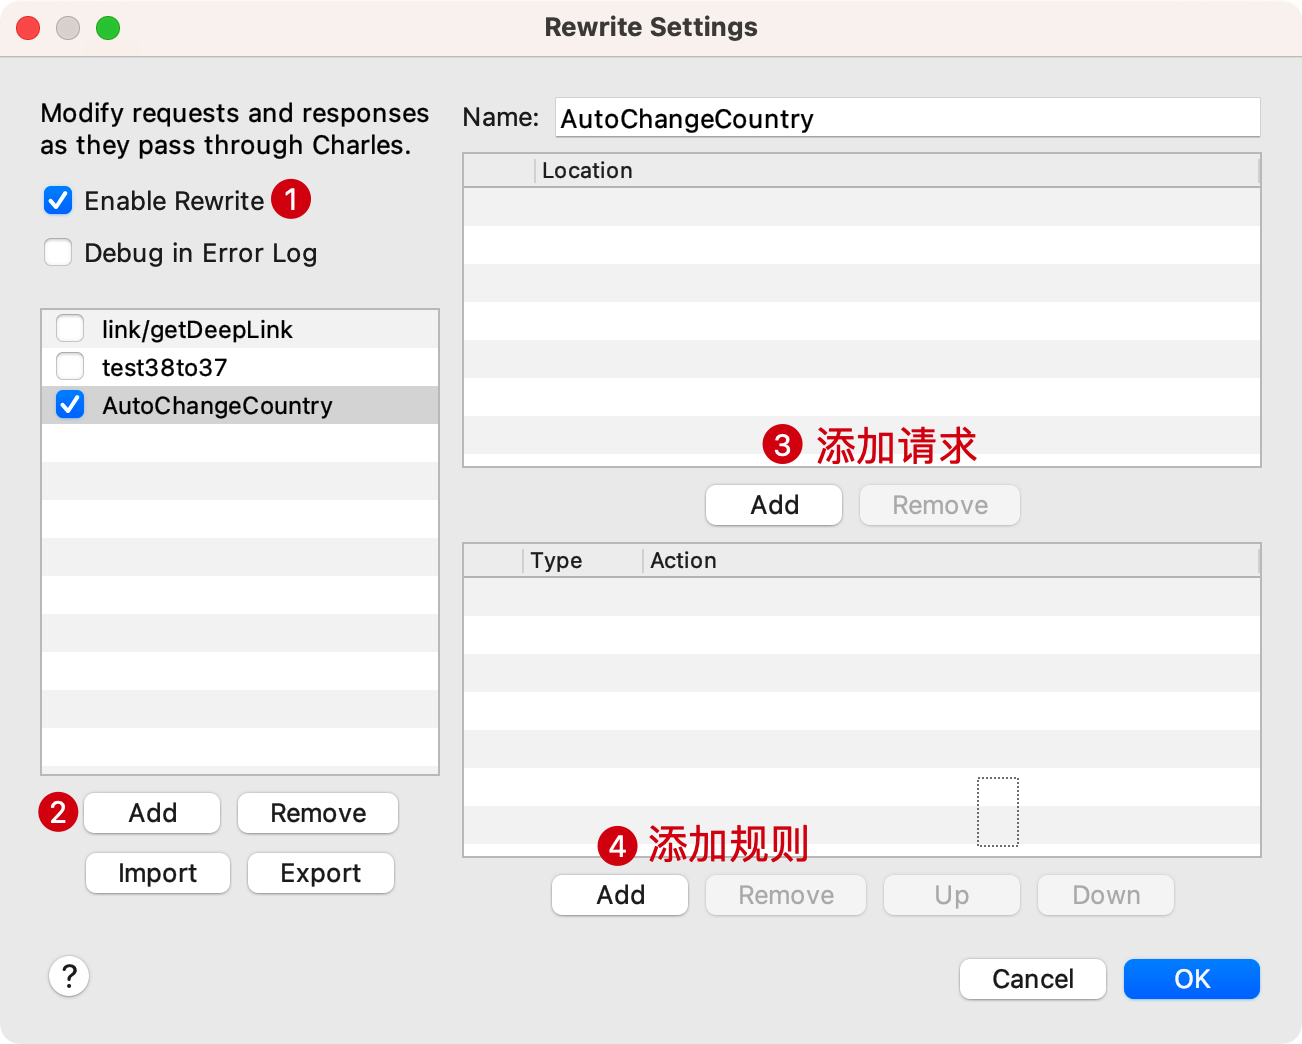 Rewrite Settings
Modify requests and responses
as they pass through Charles.
Enable Rewrite 1
Debug in Error Log
link/getDeepLink
test38to37
AutoChangeCountry
2 Add Remove
Import Export
?
Name: AutoChangeCountry
Location
3 添加请求
Add Remove
Type Action
4 添加规则
Add Remove Up Down
Cancel OK